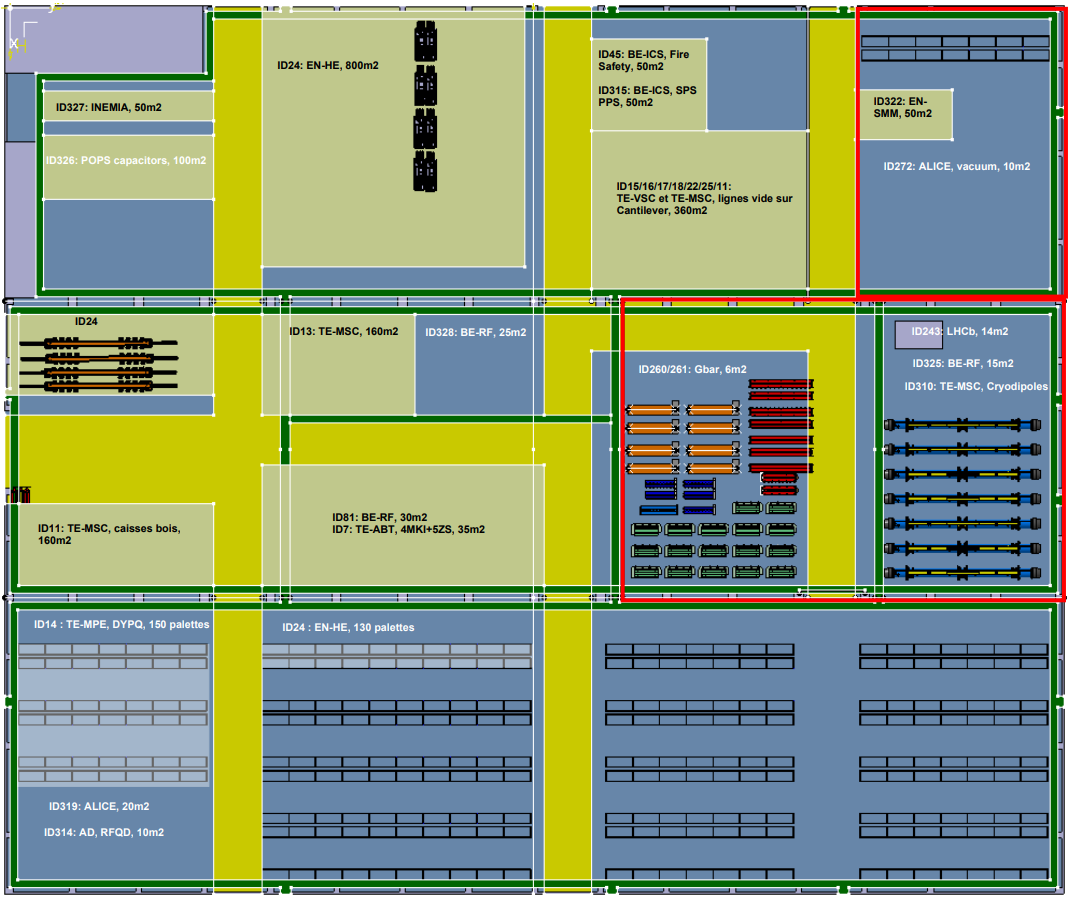 X
ID24: EN-HE, 800m2
ID45: BE-ICS, Fire
Safety, 50m2
ID315: BE-ICS, SPS
PPS, 50m2
ID327: INEMIA, 50m2
ID322: EN-
SMM, 50m2
ID326: POPS capacitors, 100m2
ID272: ALICE, vacuum, 10m2
ID15/16/17/18/22/25/11:
TE-VSC et TE-MSC, lignes vide sur
Cantilever, 360m2
ID24
ID13: TE-MSC, 160m2
ID328: BE-RF, 25m2
ID243: LHCb, 14m2
ID325: BE-RF, 15m2
ID260/261: Gbar, 6m2
ID310: TE-MSC, Cryodipoles
ID11: TE-MSC, caisses bois,
160m2
ID81: BE-RF, 30m2
ID7: TE-ABT, 4MKI+5ZS, 35m2
ID14 : TE-MPE, DYPQ, 150 palettes
ID24 : EN-HE, 130 palettes
ID319: ALICE, 20m2
ID314: AD, RFQD, 10m2